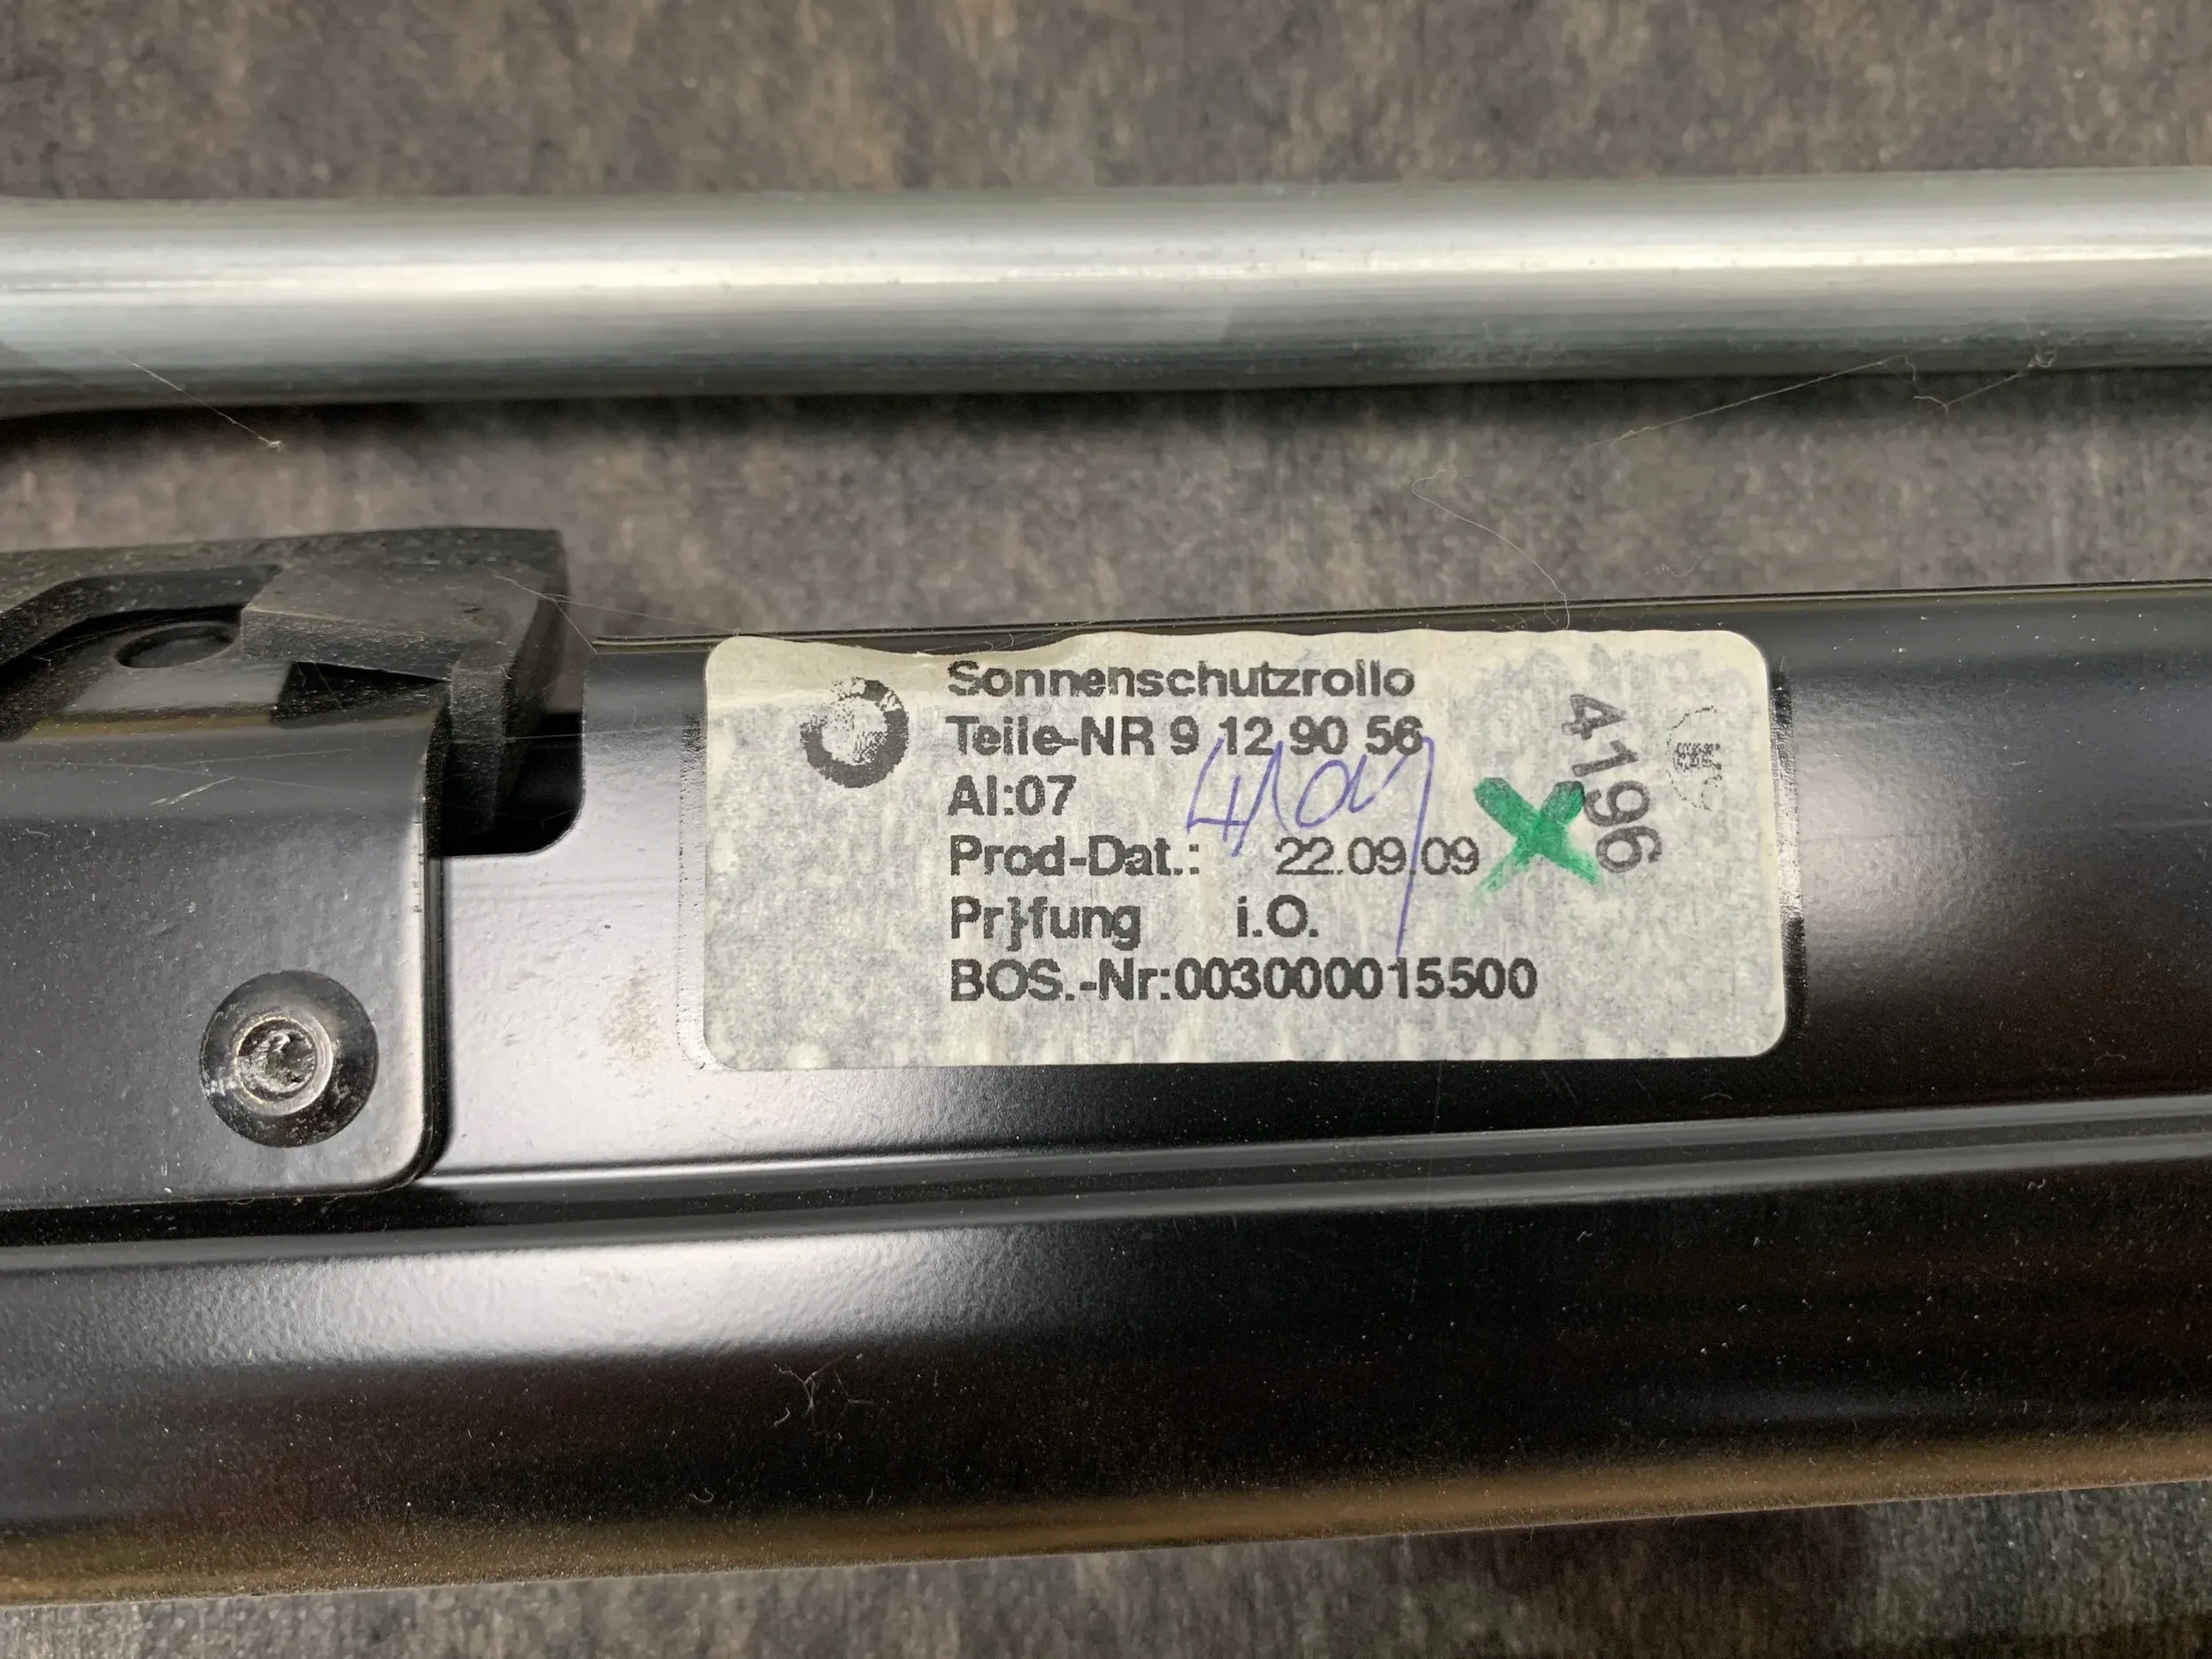 Sonnenschutzrollo
Teile-NR 9 12 90 56
AI:07
Prod-Dat.: 22.09.09
Pr}fung i.O.
BOS.-Nr:003000015500
4196